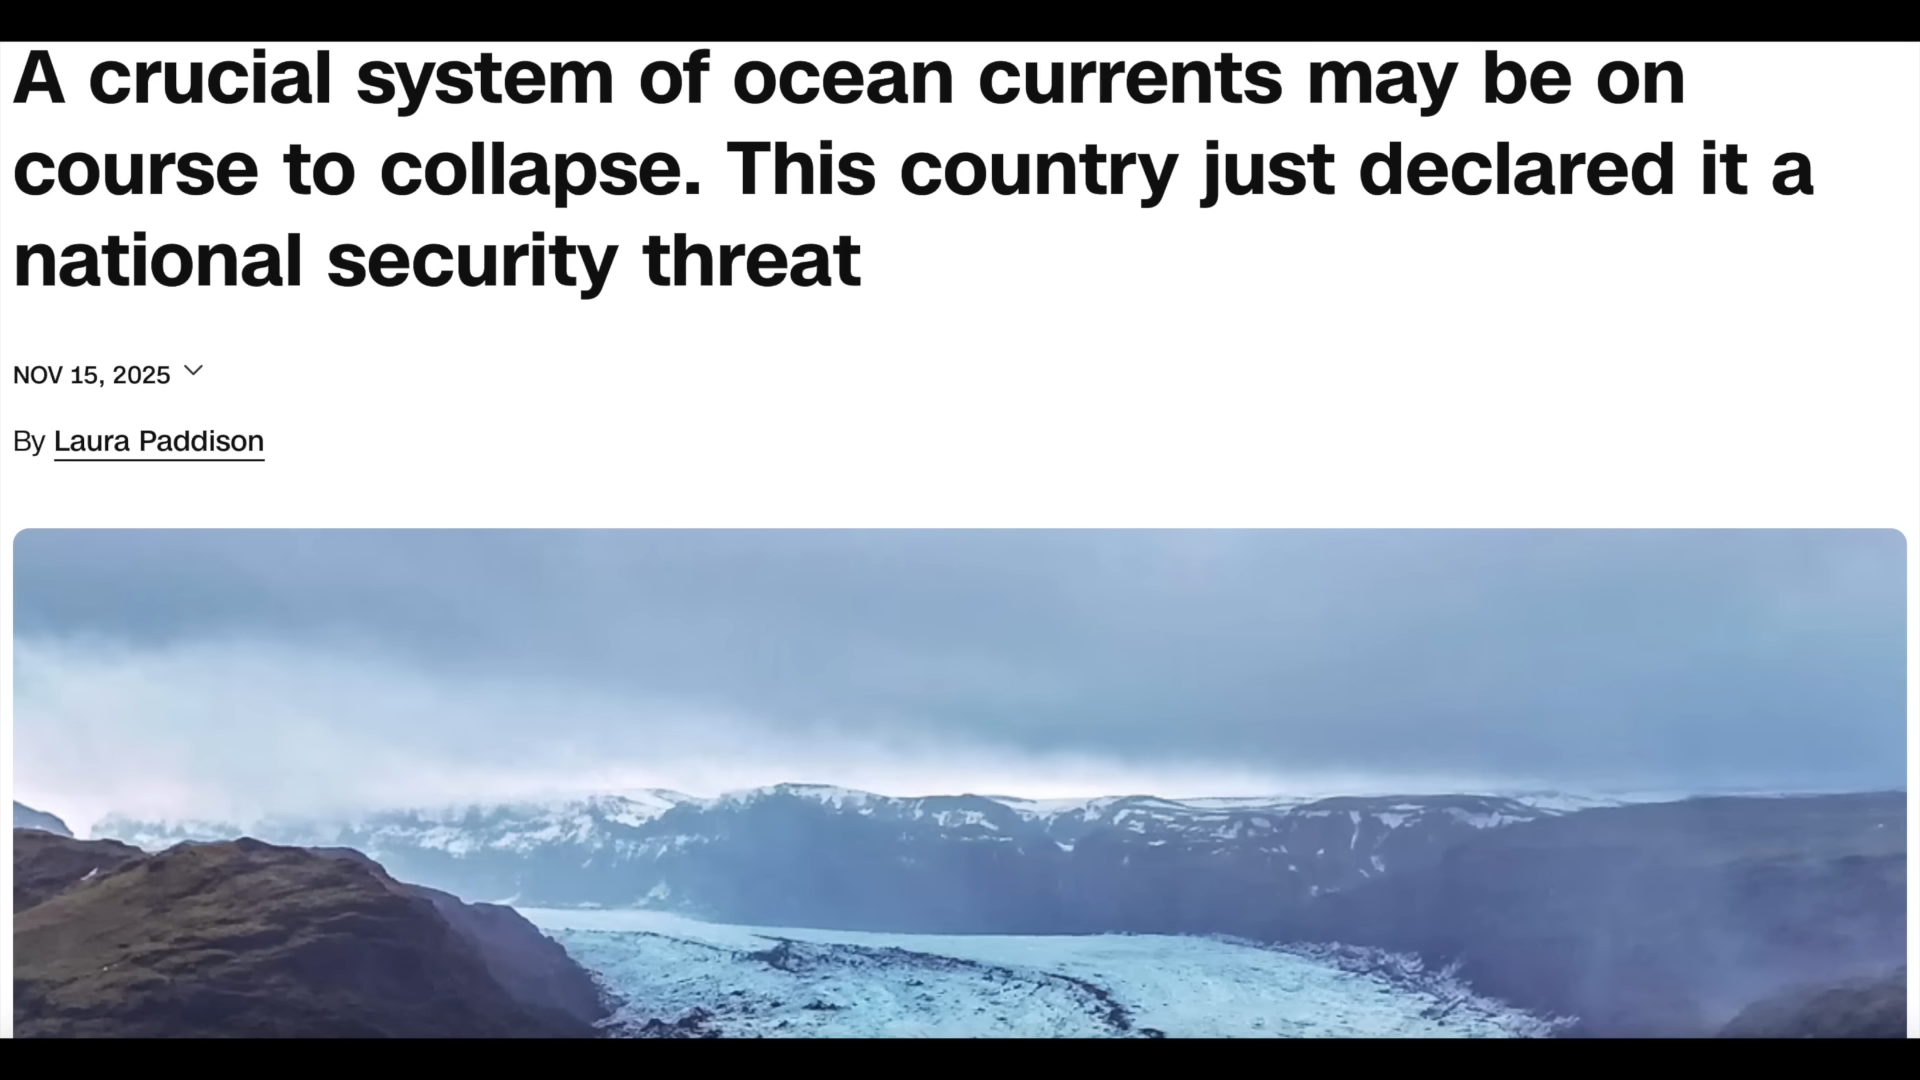 A crucial system of ocean currents may be on
course to collapse. This country just declared it a
national security threat
NOV 15, 2025
By Laura Paddison